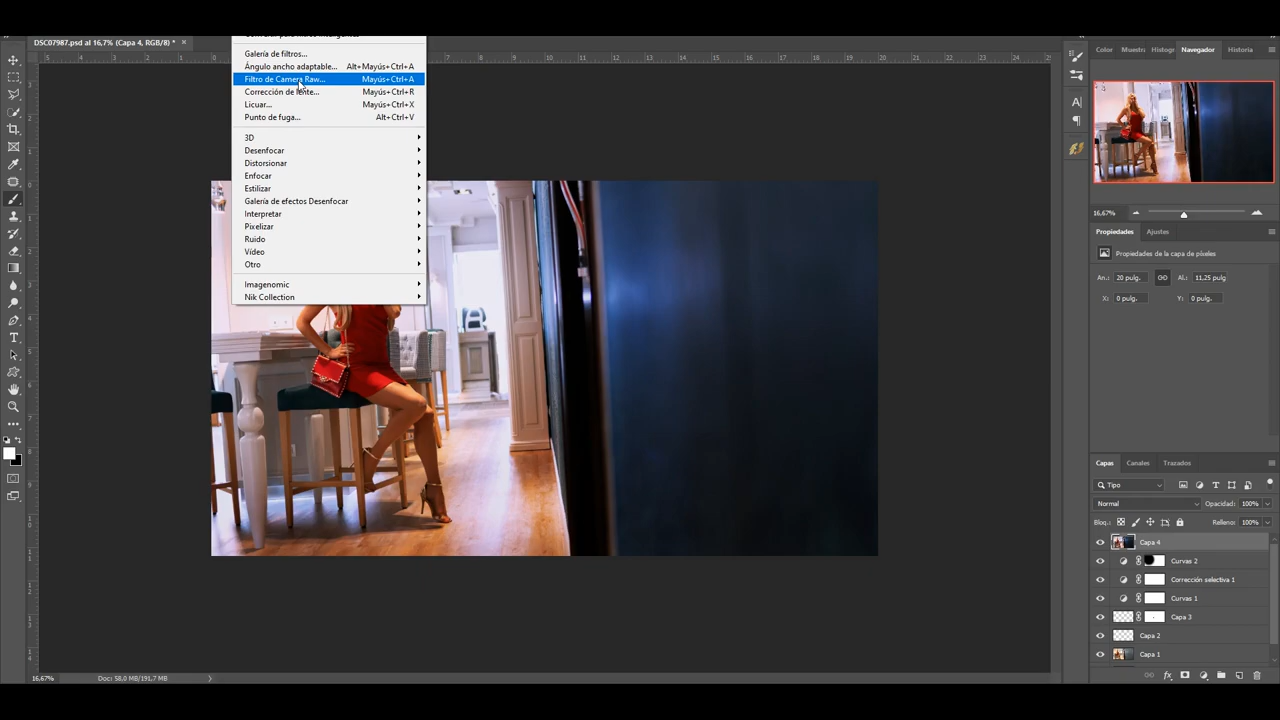 DSC07987.psd al 16,7% (Capa 4, RGB/8) * ×
Galería de filtros...
Ángulo ancho adaptable... Alt+Mayús+Ctrl+A
Filtro de Camera Raw... Mayús+Ctrl+A
Corrección de lente... Mayús+Ctrl+R
Licuar... Mayús+Ctrl+X
Punto de fuga... Alt+Ctrl+V
3D
Desenfocar
Distorsionar
Enfocar
Estilizar
Galería de efectos Desenfocar
Interpretar
Pixelizar
Ruido
Vídeo
Otro
Imagenomic
Nik Collection
Color Muestra Histogr Navegador Historia
16.67%
Propiedades Ajustes
Propiedades de la capa de píxeles
An.: 20 pulg. Al.: 11,25 pulg
X: 0 pulg. Y: 0 pulg.
Capas Canales Trazados
Tipo
Normal Opacidad: 100%
Bloq.: Relleno: 100%
Capa 4
Curvas 2
Corrección selectiva 1
Curvas 1
Capa 3
Capa 2
Capa 1
16,67% Doc: 58,0 MB/191,7 MB